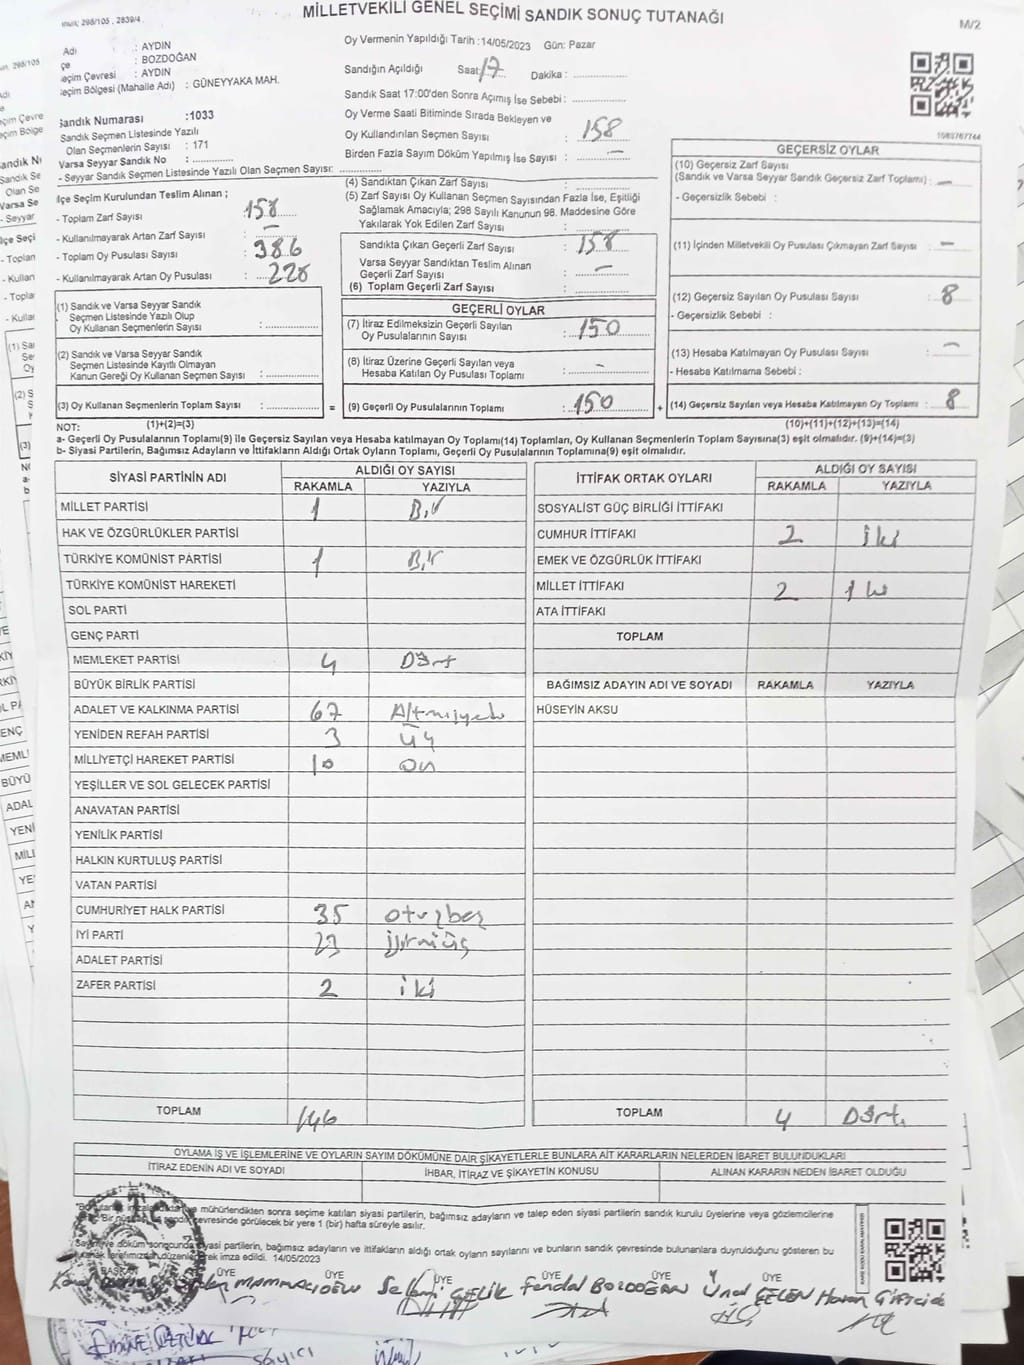 MİLLETVEKİLİ GENEL SEÇİMİ SANDIK SONUÇ TUTANAĞI
M/2
298/105 , 2839/4
Adı : AYDIN
: BOZDOĞAN
Seçim Çevresi : AYDIN
Seçim Bölgesi (Mahalle Adı) : GÜNEYYAKA MAH.
Sandık Numarası :1033
Sandık Seçmen Listesinde Yazılı
Olan Seçmenlerin Sayısı : 171
Varsa Seyyar Sandık No :
- Seyyar Sandık Seçmen Listesinde Yazılı Olan Seçmen Sayısı:
Oy Vermenin Yapıldığı Tarih :14/05/2023 Gün: Pazar
Sandığın Açıldığı Saat: 17 Dakika :
Sandık Saat 17:00'den Sonra Açımış İse Sebebi :
Oy Verme Saati Bitiminde Sırada Bekleyen ve
Oy Kullandırılan Seçmen Sayısı : 158
Birden Fazla Sayım Döküm Yapılmış İse Sayısı : —
1589767744
İlçe Seçim Kurulundan Teslim Alınan ;
- Toplam Zarf Sayısı : 158
- Kullanılmayarak Artan Zarf Sayısı : —
- Toplam Oy Pusulası Sayısı : 386
- Kullanılmayarak Artan Oy Pusulası : 228
(1) Sandık ve Varsa Seyyar Sandık
Seçmen Listesinde Yazılı Olup
Oy Kullanan Seçmenlerin Sayısı :
(2) Sandık ve Varsa Seyyar Sandık
Seçmen Listesinde Kayıtlı Olmayan
Kanun Gereği Oy Kullanan Seçmen Sayısı :
(3) Oy Kullanan Seçmenlerin Toplam Sayısı : =
(4) Sandıktan Çıkan Zarf Sayısı :
(5) Zarf Sayısı Oy Kullanan Seçmen Sayısından Fazla İse, Eşitliği
Sağlamak Amacıyla; 298 Sayılı Kanunun 98. Maddesine Göre
Yakılarak Yok Edilen Zarf Sayısı :
Sandıkta Çıkan Geçerli Zarf Sayısı : 158
Varsa Seyyar Sandıktan Teslim Alınan
Geçerli Zarf Sayısı : —
(6) Toplam Geçerli Zarf Sayısı :
GEÇERLİ OYLAR
(7) İtiraz Edilmeksizin Geçerli Sayılan
Oy Pusulalarının Sayısı : 150
(8) İtiraz Üzerine Geçerli Sayılan veya
Hesaba Katılan Oy Pusulası Toplamı : -
(9) Geçerli Oy Pusulalarının Toplamı : 150 +
GEÇERSİZ OYLAR
(10) Geçersiz Zarf Sayısı
(Sandık ve Varsa Seyyar Sandık Geçersiz Zarf Toplamı) : —
- Geçersizlik Sebebi :
(11) İçinden Milletvekili Oy Pusulası Çıkmayan Zarf Sayısı : —
(12) Geçersiz Sayılan Oy Pusulası Sayısı : 8
- Geçersizlik Sebebi :
(13) Hesaba Katılmayan Oy Pusulası Sayısı : —
- Hesaba Katılmama Sebebi :
(14) Geçersiz Sayılan veya Hesaba Katılmayan Oy Toplamı : 8
NOT: (1)+(2)=(3) (10)+(11)+(12)+(13)=(14)
a- Geçerli Oy Pusulalarının Toplamı(9) ile Geçersiz Sayılan veya Hesaba katılmayan Oy Toplamı(14) Toplamları, Oy Kullanan Seçmenlerin Toplam Sayısına(3) eşit olmalıdır. (9)+(14)=(3)
b- Siyasi Partilerin, Bağımsız Adayların ve İttifakların Aldığı Ortak Oyların Toplamı, Geçerli Oy Pusulalarının Toplamına(9) eşit olmalıdır.
SİYASİ PARTİNİN ADI ALDIĞI OY SAYISI
RAKAMLA YAZIYLA
MİLLET PARTİSİ 1 Bir
HAK VE ÖZGÜRLÜKLER PARTİSİ
TÜRKİYE KOMÜNİST PARTİSİ 1 Bir
TÜRKİYE KOMÜNİST HAREKETİ
SOL PARTİ
GENÇ PARTİ
MEMLEKET PARTİSİ 4 Dört
BÜYÜK BİRLİK PARTİSİ
ADALET VE KALKINMA PARTİSİ 67 Altmışyedi
YENİDEN REFAH PARTİSİ 3 üç
MİLLİYETÇİ HAREKET PARTİSİ 10 on
YEŞİLLER VE SOL GELECEK PARTİSİ
ANAVATAN PARTİSİ
YENİLİK PARTİSİ
HALKIN KURTULUŞ PARTİSİ
VATAN PARTİSİ
CUMHURİYET HALK PARTİSİ 35 otuzbeş
İYİ PARTİ 23 yirmiüç
ADALET PARTİSİ
ZAFER PARTİSİ 2 iki
TOPLAM 146
İTTİFAK ORTAK OYLARI ALDIĞI OY SAYISI
RAKAMLA YAZIYLA
SOSYALİST GÜÇ BİRLİĞİ İTTİFAKI
CUMHUR İTTİFAKI 2 iki
EMEK VE ÖZGÜRLÜK İTTİFAKI
MİLLET İTTİFAKI 2 iki
ATA İTTİFAKI
TOPLAM
BAĞIMSIZ ADAYIN ADI VE SOYADI RAKAMLA YAZIYLA
HÜSEYİN AKSU
TOPLAM 4 Dört
OYLAMA İŞ VE İŞLEMLERİNE VE OYLARIN SAYIM DÖKÜMÜNE DAİR ŞİKAYETLERLE BUNLARA AİT KARARLARIN NELERDEN İBARET BULUNDUKLARI
İTİRAZ EDENİN ADI VE SOYADI İHBAR, İTİRAZ VE ŞİKAYETİN KONUSU ALINAN KARARIN NEDEN İBARET OLDUĞU
mühürlendikten sonra seçime katılan siyasi partilerin, bağımsız adayların ve talep eden siyasi partilerin sandık kurulu üyelerine veya gözlemcilerine
çevresinde görülecek bir yere 1 (bir) hafta süreyle asılır.
döküm sonucunda siyasi partilerin, bağımsız adayların ve ittifakların aldığı ortak oyların sayılarını ve bunların sandık çevresinde bulunanlara duyrulduğunu gösteren bu
tarafımızdan düzenlenerek imza edildi. 14/05/2023
BAŞKAN ÜYE ÜYE ÜYE ÜYE ÜYE ÜYE
ÇELİK BOZDOĞAN Ünal Hasan